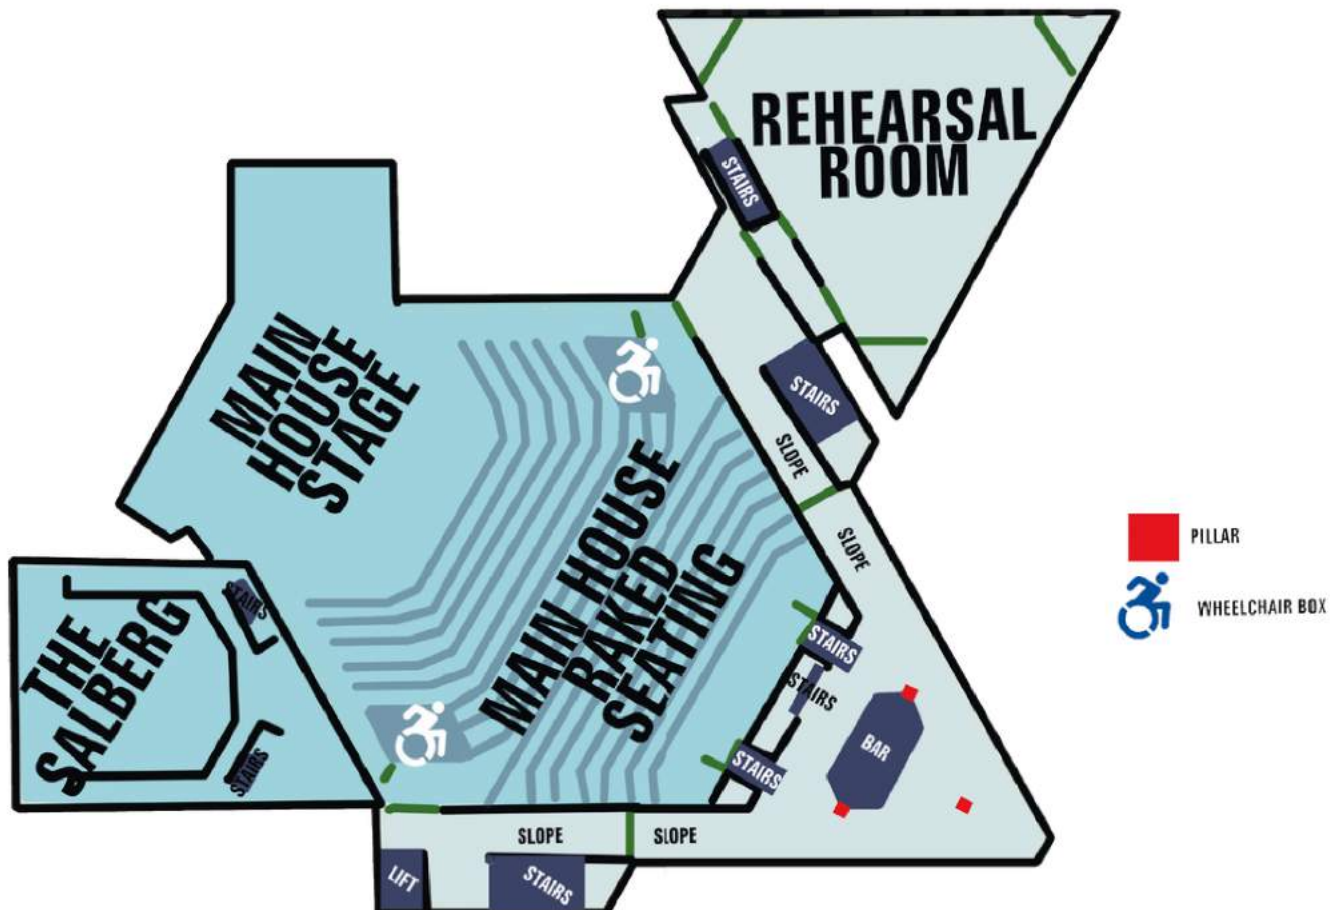 REHEARSAL
ROOM
STAIRS
MAIN
HOUSE
STAGE
STAIRS
SLOPE
SLOPE
MAIN HOUSE
RAKED
SEATING
PILLAR
WHEELCHAIR BOX
THE
SALBERG
STAIRS
STAIRS
STAIRS
STAIRS
STAIRS
BAR
SLOPE
SLOPE
LIFT
STAIRS